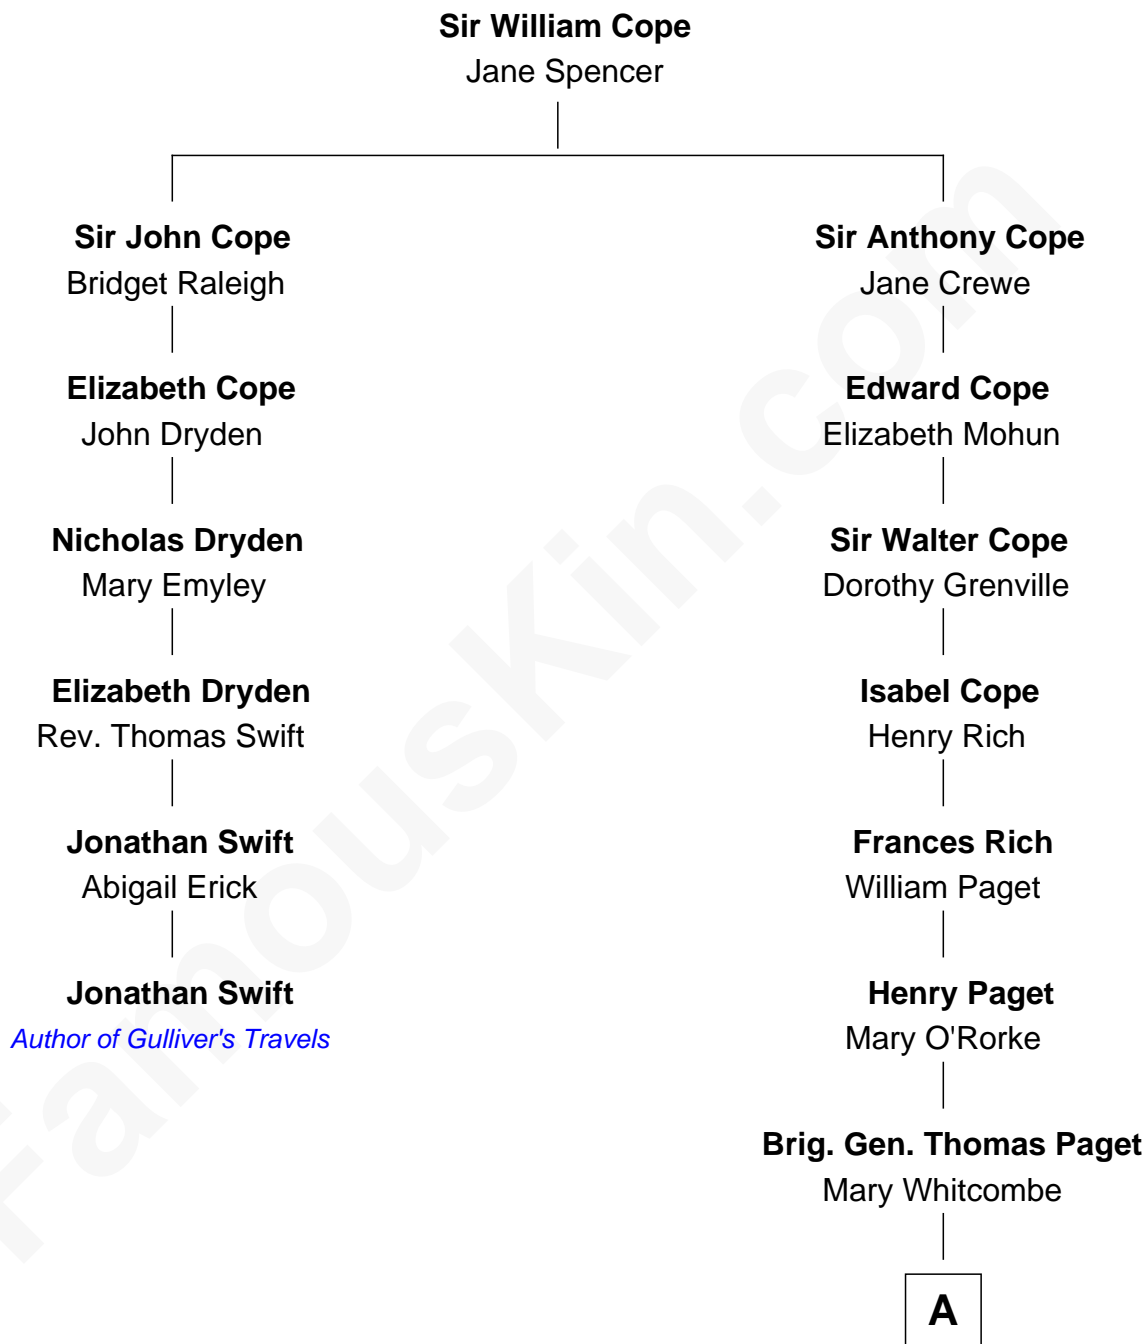 Sir William Cope
Jane Spencer
Sir John Cope
Bridget Raleigh
Elizabeth Cope
John Dryden
Nicholas Dryden
Mary Emyley
Elizabeth Dryden
Rev. Thomas Swift
Jonathan Swift
Abigail Erick
Jonathan Swift
Author of Gulliver's Travels
Sir Anthony Cope
Jane Crewe
Edward Cope
Elizabeth Mohun
Sir Walter Cope
Dorothy Grenville
Isabel Cope
Henry Rich
Frances Rich
William Paget
Henry Paget
Mary O'Rorke
Brig. Gen. Thomas Paget
Mary Whitcombe
A
FamousKin.com